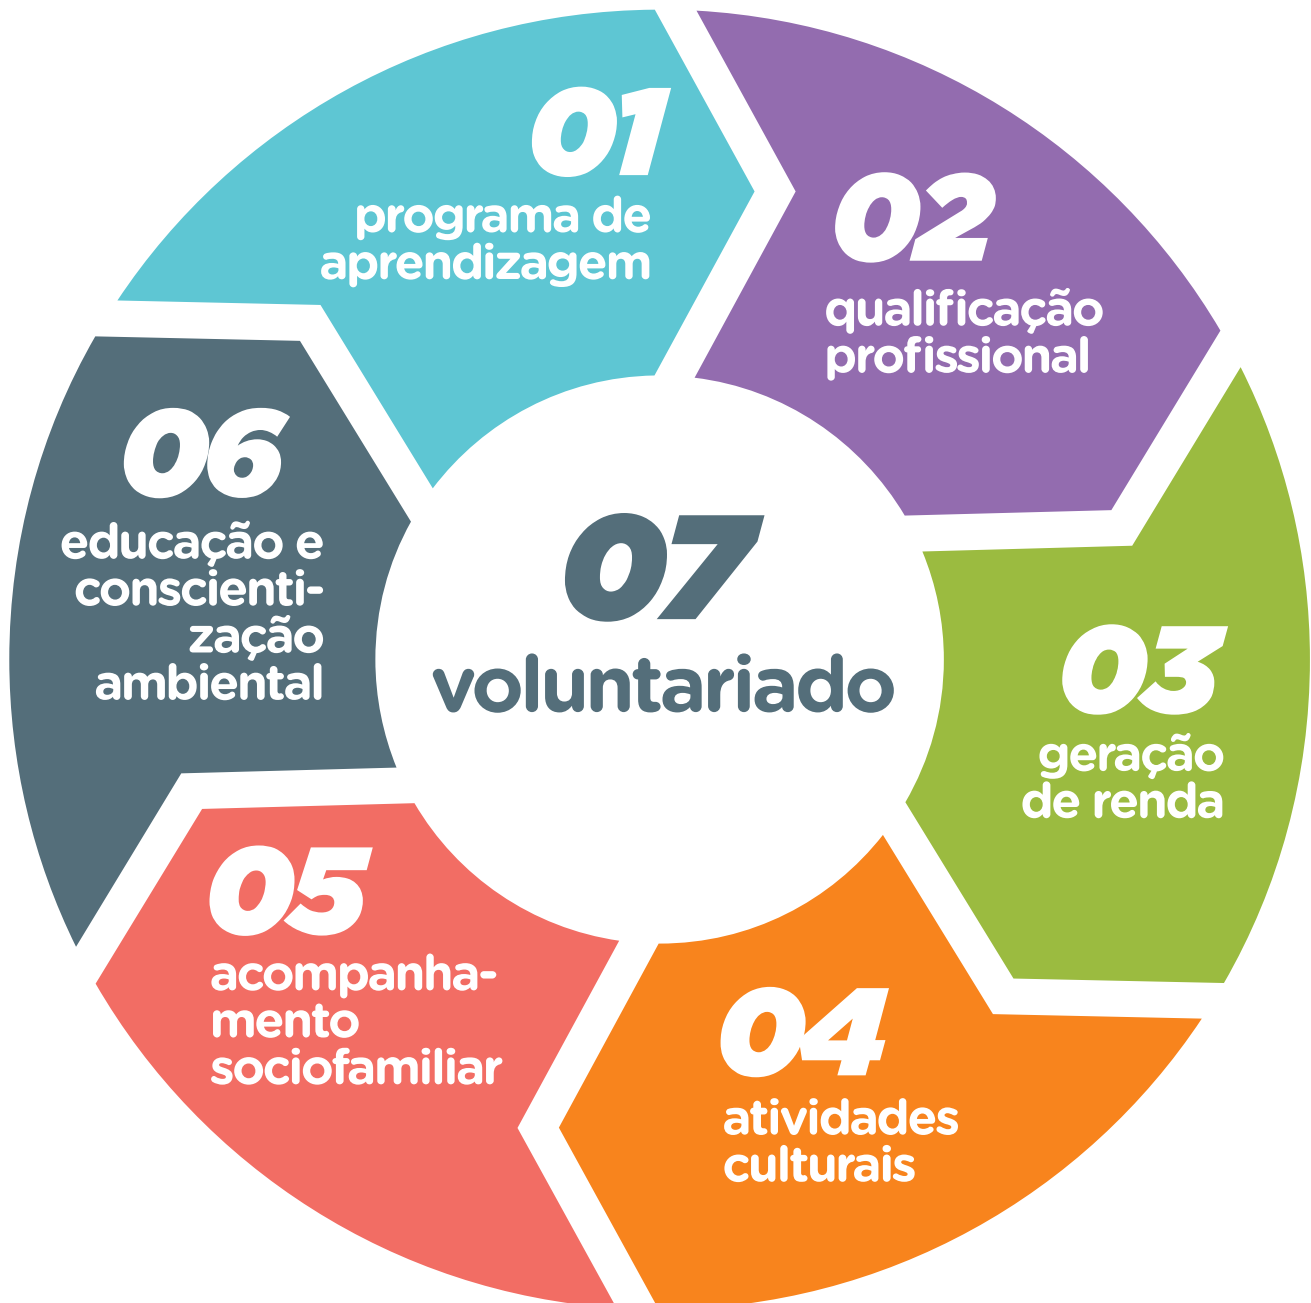 01
programa de
aprendizagem
02
qualificação
profissional
03
geração
de renda
04
atividades
culturais
05
acompanha-
mento
sociofamiliar
06
educação e
conscienti-
zação
ambiental
07
voluntariado